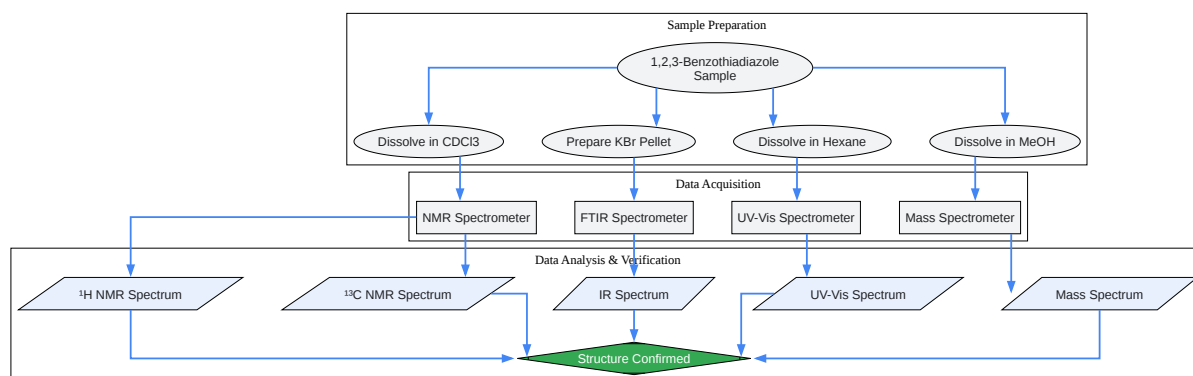 Sample Preparation
1,2,3-Benzothiadiazole
Sample
Dissolve in CDCl3
Prepare KBr Pellet
Dissolve in Hexane
Dissolve in MeOH
Data Acquisition
NMR Spectrometer
FTIR Spectrometer
UV-Vis Spectrometer
Mass Spectrometer
Data Analysis & Verification
¹H NMR Spectrum
¹³C NMR Spectrum
IR Spectrum
UV-Vis Spectrum
Mass Spectrum
Structure Confirmed